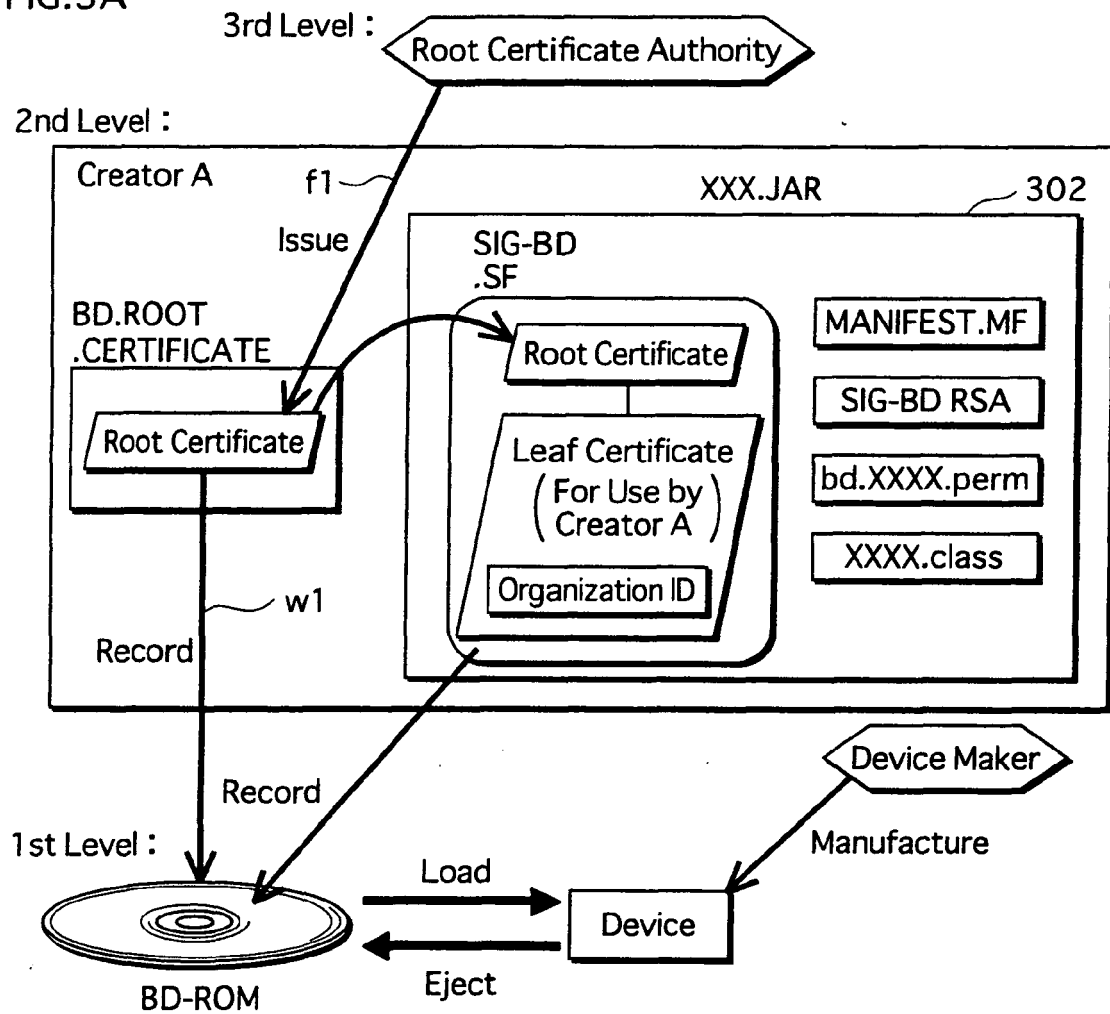 3rd Level :
Root Certificate Authority
2nd Level :
Creator A
f1
Issue
XXX.JAR
302
SIG-BD
.SF
BD.ROOT
.CERTIFICATE
Root Certificate
Root Certificate
Leaf Certificate
(For Use by
Creator A)
Organization ID
MANIFEST.MF
SIG-BD RSA
bd.XXXX.perm
XXXX.class
w1
Record
Record
Device Maker
Manufacture
1st Level :
Load
Device
Eject
BD-ROM